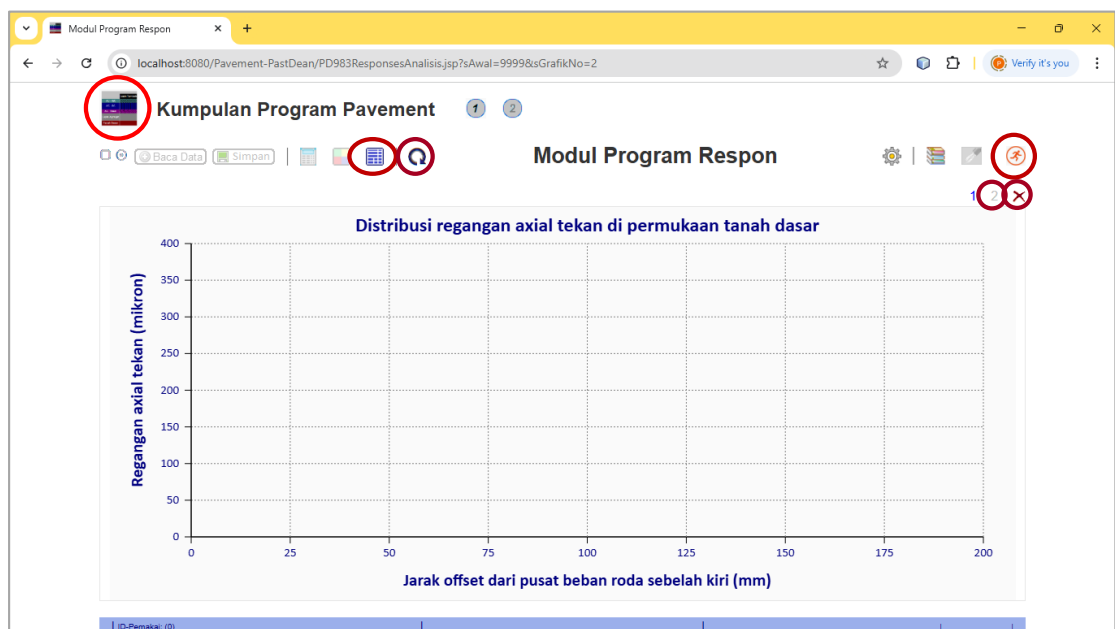 Modul Program Respon
localhost:8080/Pavement-PastDean/PD983ResponsesAnalisis.jsp?sAwal=9999&sGrafikNo=2
Verify it's you
Kumpulan Program Pavement 1 2
Baca Data Simpan
Modul Program Respon
1 2
Distribusi regangan axial tekan di permukaan tanah dasar
Regangan axial tekan (mikron)
400
350
300
250
200
150
100
50
0
0 25 50 75 100 125 150 175 200
Jarak offset dari pusat beban roda sebelah kiri (mm)
ID-Pemakai: (0)